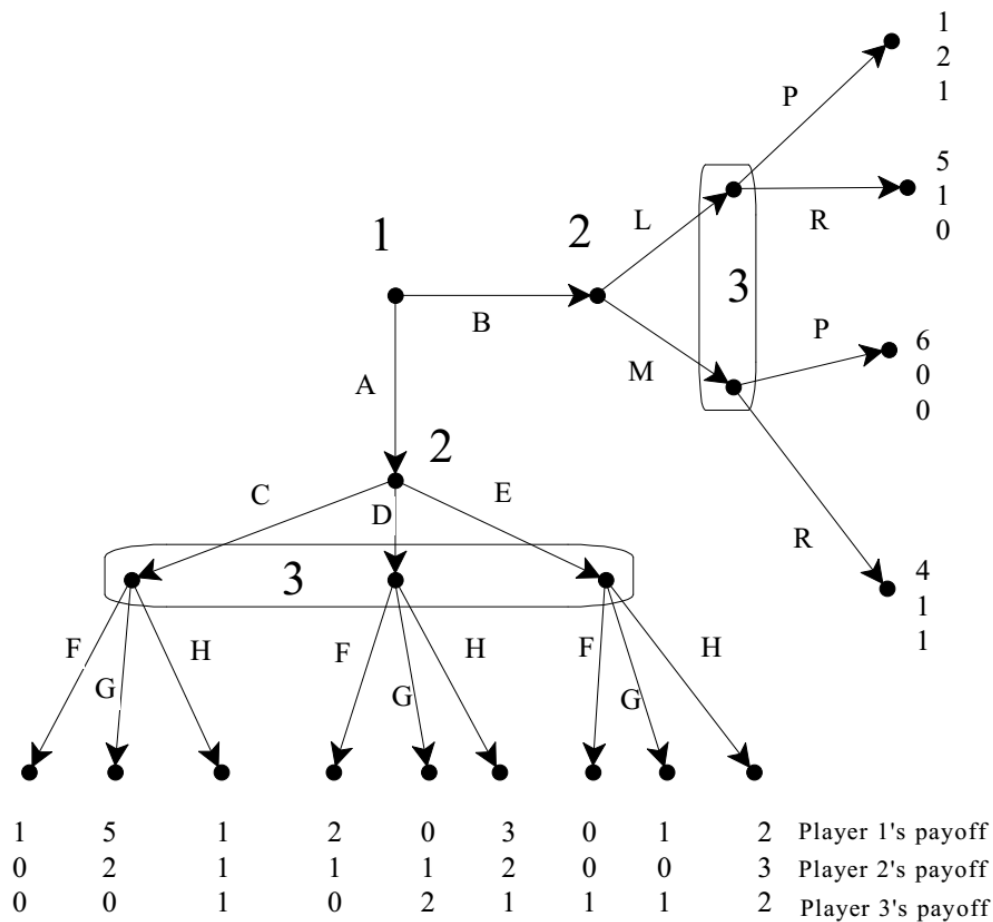 1
2
1
P
5
1
0
L
R
1
2
3
B
P
6
0
0
M
A
2
C
D
E
R
3
4
1
1
F
G
H
F
G
H
F
G
H
1 5 1 2 0 3 0 1 2 Player 1's payoff
0 2 1 1 1 2 0 0 3 Player 2's payoff
0 0 1 0 2 1 1 1 2 Player 3's payoff